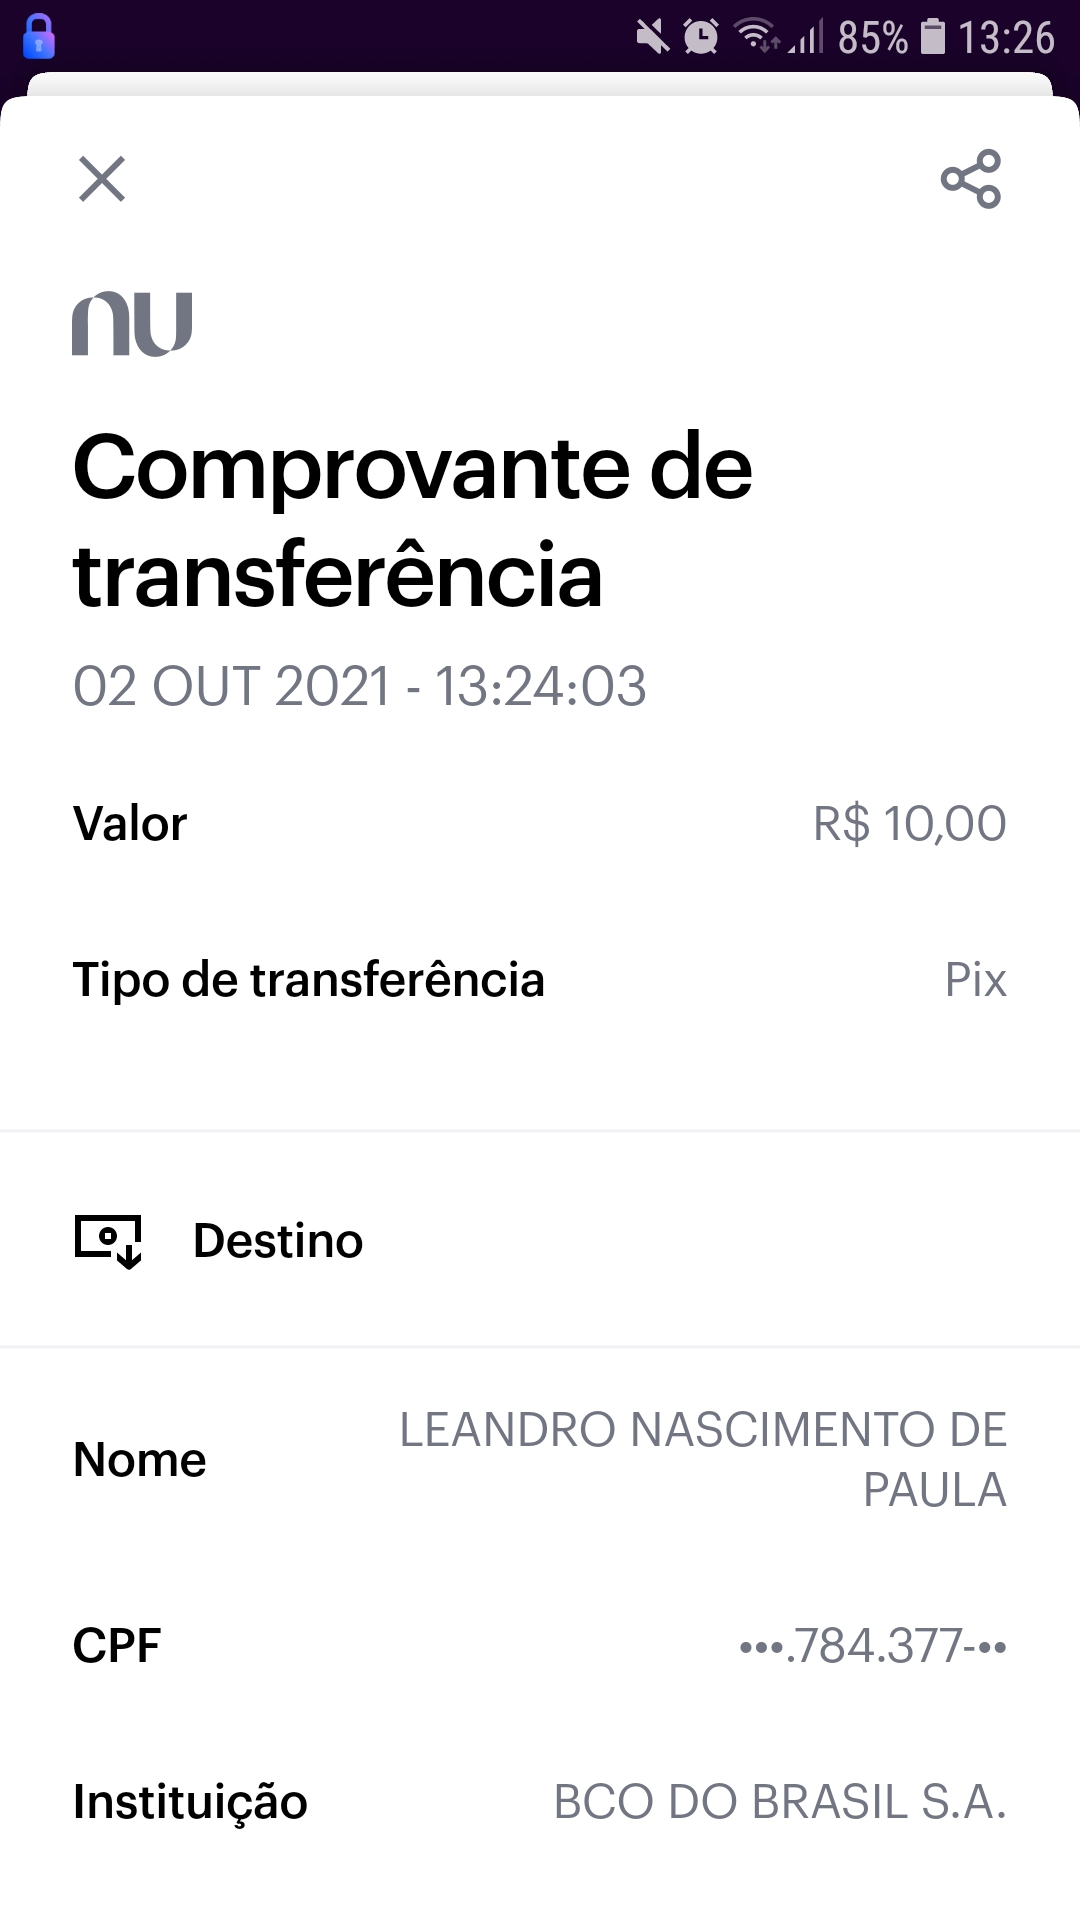 85% 13:26
nu
Comprovante de
transferência
02 OUT 2021 - 13:24:03
Valor R$ 10,00
Tipo de transferência Pix
Destino
Nome LEANDRO NASCIMENTO DE
PAULA
CPF •••.784.377-••
Instituição BCO DO BRASIL S.A.